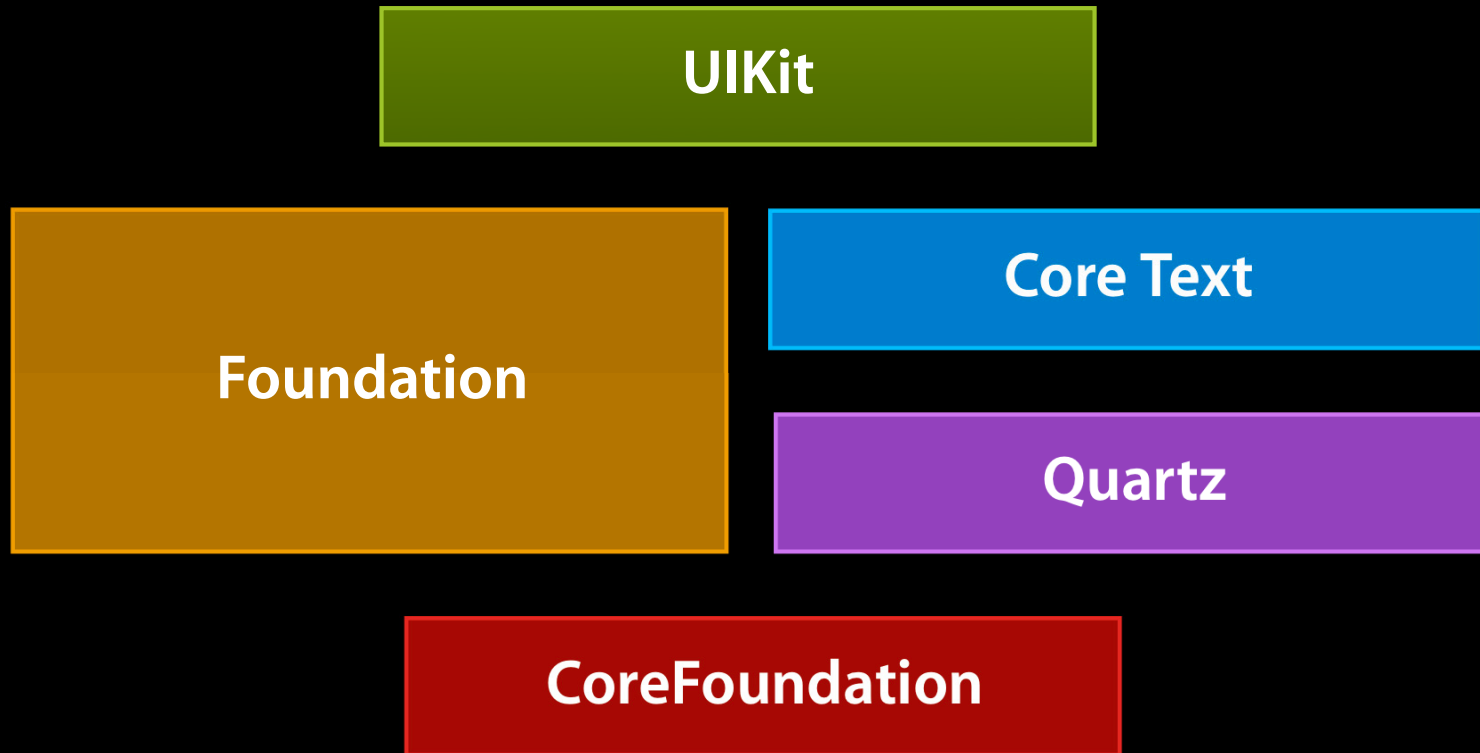 UIKit
Core Text
Foundation
Quartz
CoreFoundation